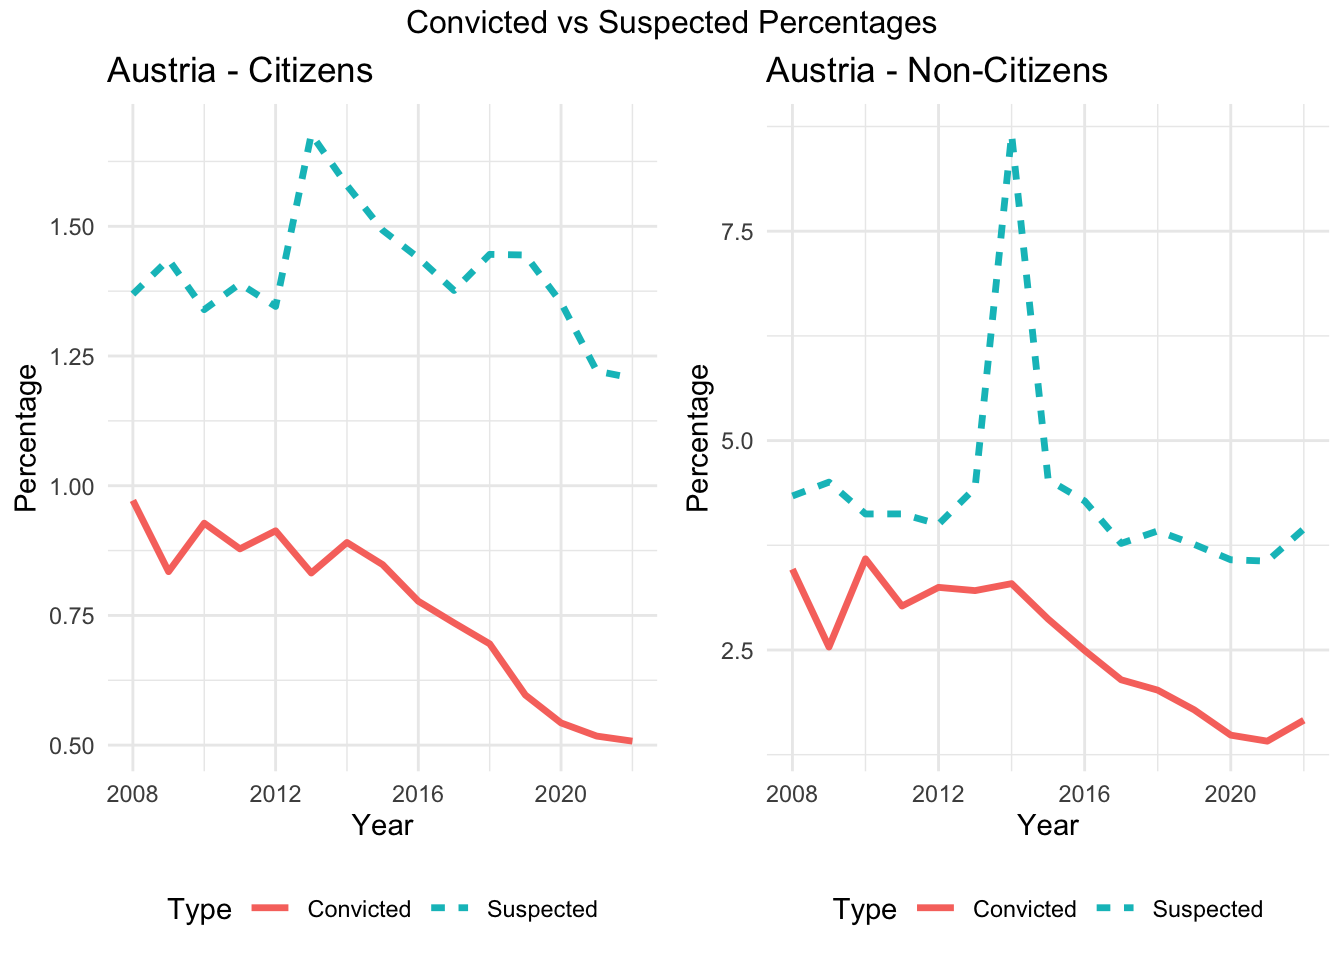 Convicted vs Suspected Percentages
Austria - Citizens
Percentage
1.50
1.25
1.00
0.75
0.50
2008 2012 2016 2020
Year
Type Convicted Suspected
Austria - Non-Citizens
Percentage
7.5
5.0
2.5
2008 2012 2016 2020
Year
Type Convicted Suspected